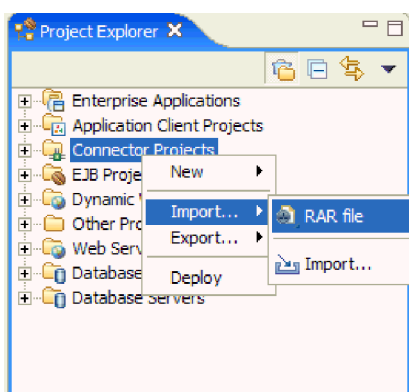 Project Explorer
Enterprise Applications
Application Client Projects
Connector Projects
EJB Proje
Dynamic
Other Pro
Web Serv
Database
Database Servers
New
Import...
Export...
Deploy
RAR file
Import...